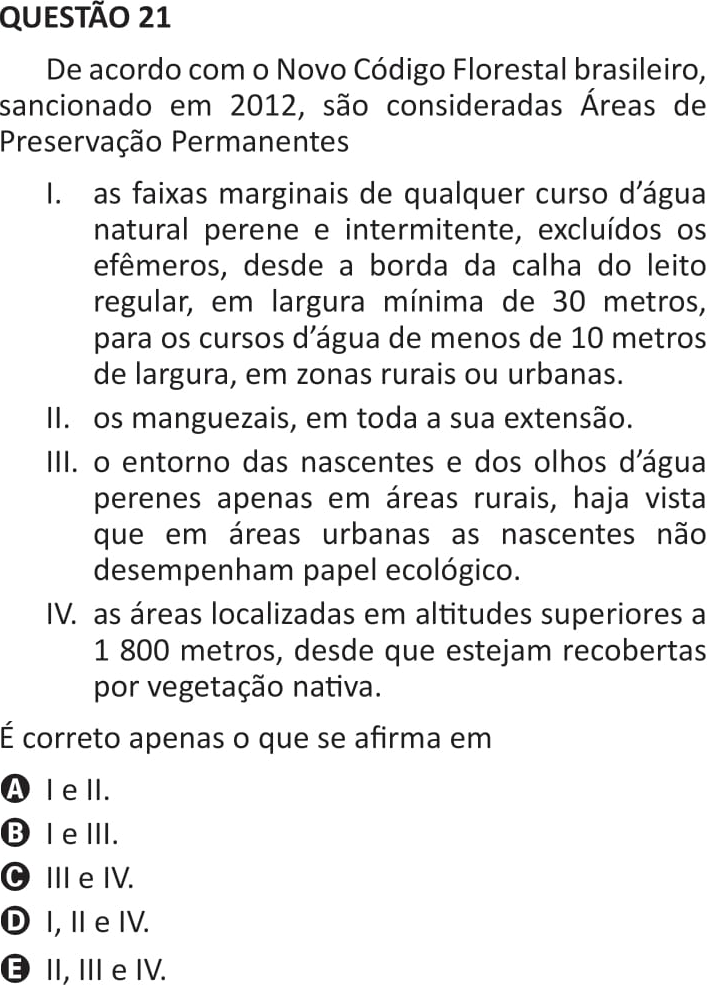 QUESTÃO 21
De acordo com o Novo Código Florestal brasileiro,
sancionado em 2012, são consideradas Áreas de
Preservação Permanentes
I. as faixas marginais de qualquer curso d’água
natural perene e intermitente, excluídos os
efêmeros, desde a borda da calha do leito
regular, em largura mínima de 30 metros,
para os cursos d’água de menos de 10 metros
de largura, em zonas rurais ou urbanas.
II. os manguezais, em toda a sua extensão.
III. o entorno das nascentes e dos olhos d’água
perenes apenas em áreas rurais, haja vista
que em áreas urbanas as nascentes não
desempenham papel ecológico.
IV. as áreas localizadas em altitudes superiores a
1 800 metros, desde que estejam recobertas
por vegetação nativa.
É correto apenas o que se afirma em
A I e II.
B I e III.
C III e IV.
D I, II e IV.
E II, III e IV.